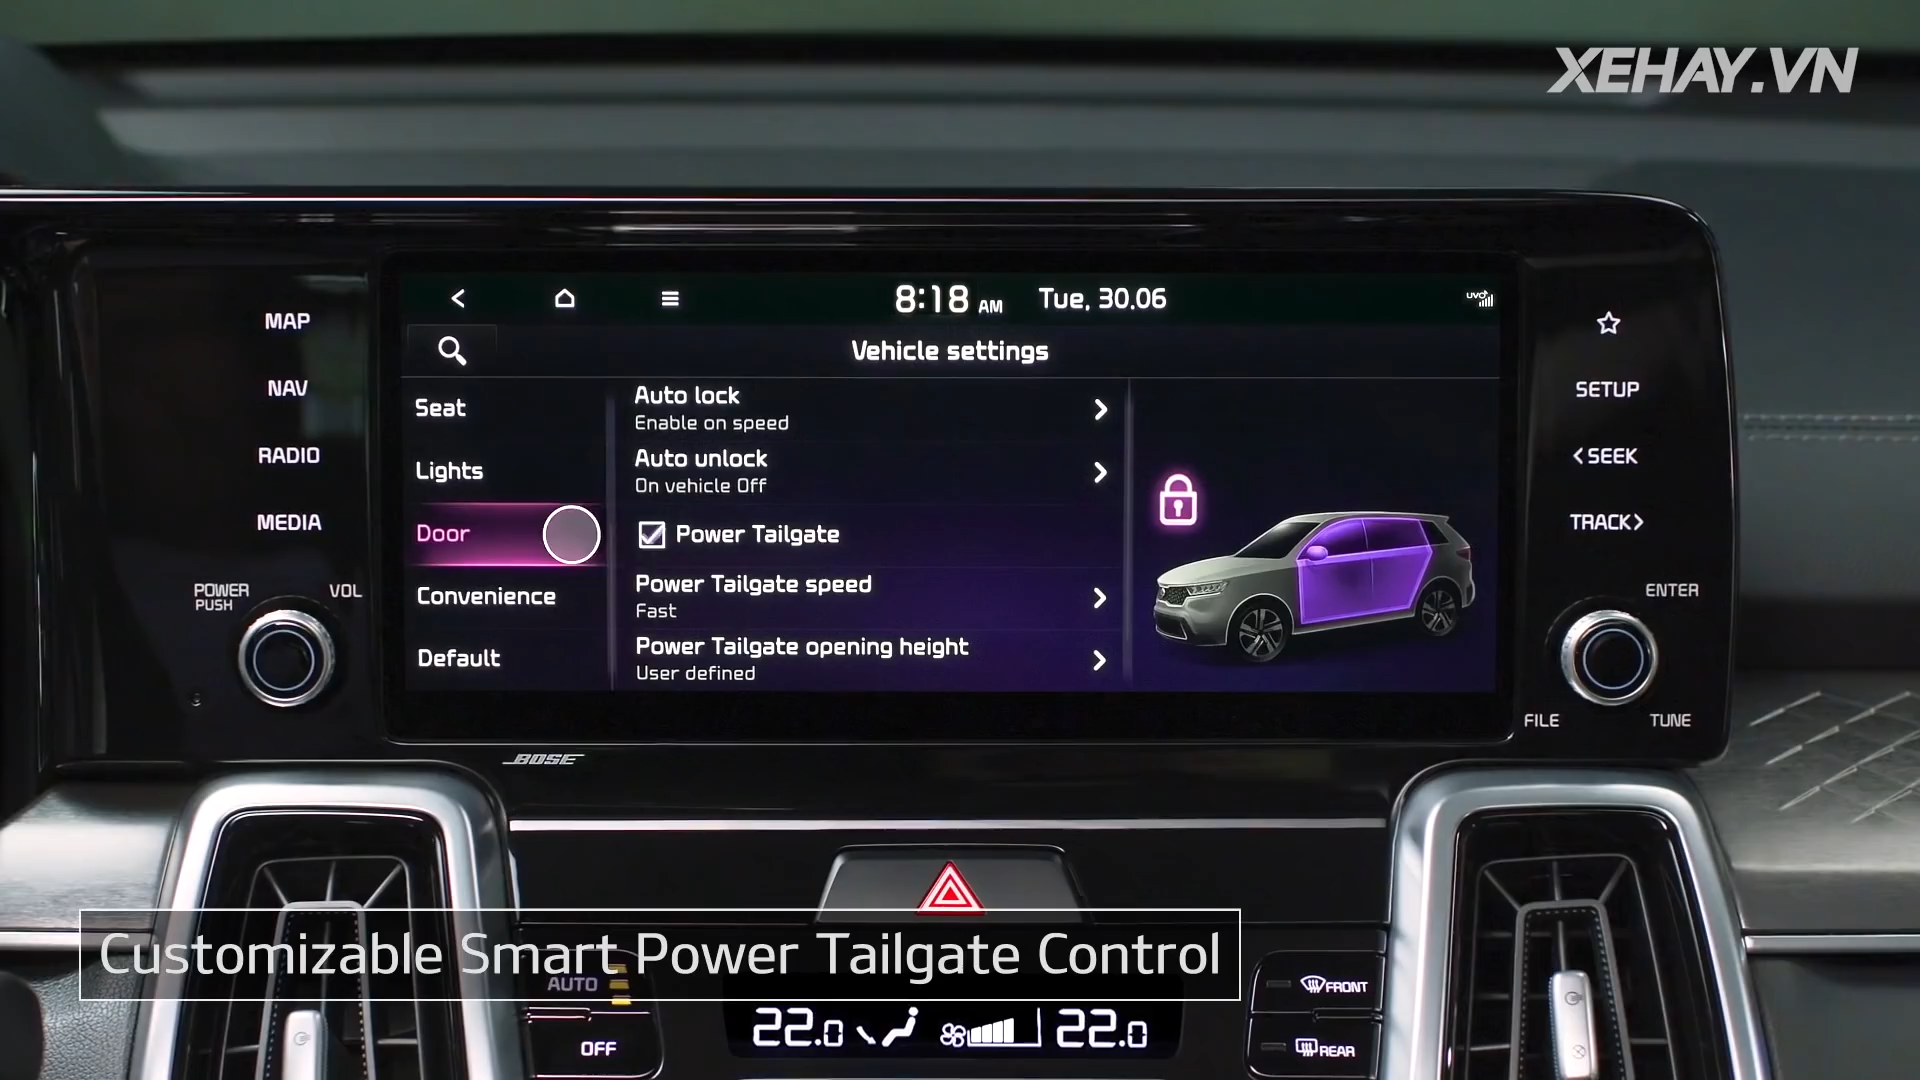 XEHAY.VN
8:18 AM
Tue, 30.06
UVO
Vehicle settings
MAP
NAV
RADIO
MEDIA
POWER
PUSH
VOL
Seat
Lights
Door
Convenience
Default
Auto lock
Enable on speed
Auto unlock
On vehicle Off
Power Tailgate
Power Tailgate speed
Fast
Power Tailgate opening height
User defined
SETUP
<SEEK
TRACK>
ENTER
FILE
TUNE
BOSE
Customizable Smart Power Tailgate Control
AUTO
OFF
22.0
22.0
FRONT
REAR